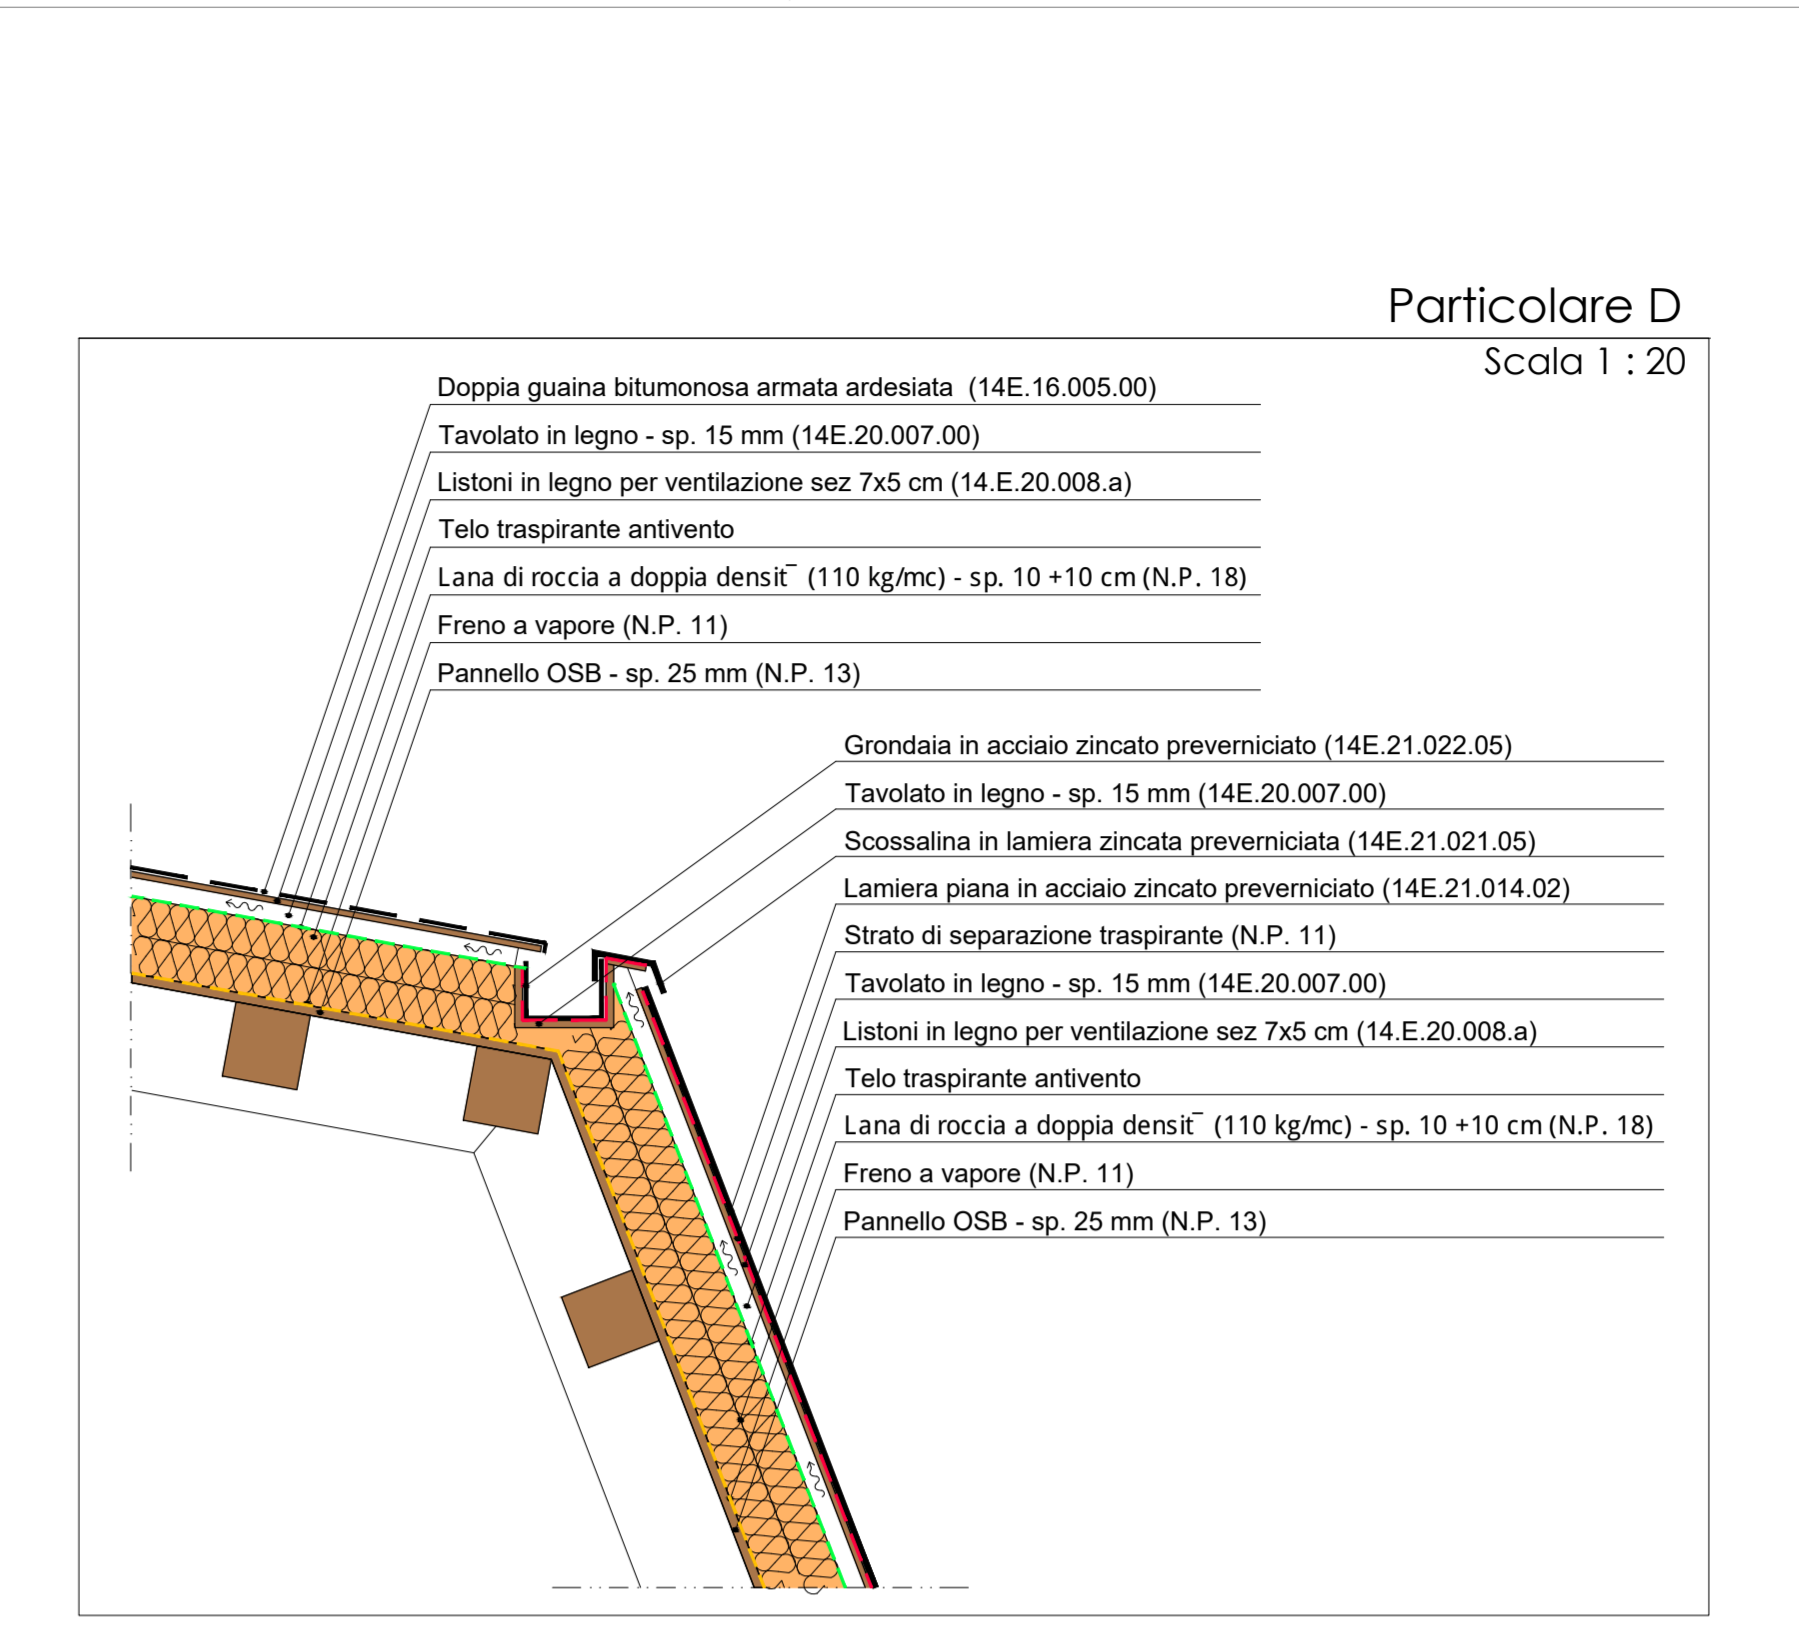 Particolare D
Scala 1 : 20
Doppia guaina bitumonosa armata ardesiata (14E.16.005.00)
Tavolato in legno - sp. 15 mm (14E.20.007.00)
Listoni in legno per ventilazione sez 7x5 cm (14.E.20.008.a)
Telo traspirante antivento
Lana di roccia a doppia densit¯ (110 kg/mc) - sp. 10 +10 cm (N.P. 18)
Freno a vapore (N.P. 11)
Pannello OSB - sp. 25 mm (N.P. 13)
Grondaia in acciaio zincato preverniciato (14E.21.022.05)
Tavolato in legno - sp. 15 mm (14E.20.007.00)
Scossalina in lamiera zincata preverniciata (14E.21.021.05)
Lamiera piana in acciaio zincato preverniciato (14E.21.014.02)
Strato di separazione traspirante (N.P. 11)
Tavolato in legno - sp. 15 mm (14E.20.007.00)
Listoni in legno per ventilazione sez 7x5 cm (14.E.20.008.a)
Telo traspirante antivento
Lana di roccia a doppia densit¯ (110 kg/mc) - sp. 10 +10 cm (N.P. 18)
Freno a vapore (N.P. 11)
Pannello OSB - sp. 25 mm (N.P. 13)